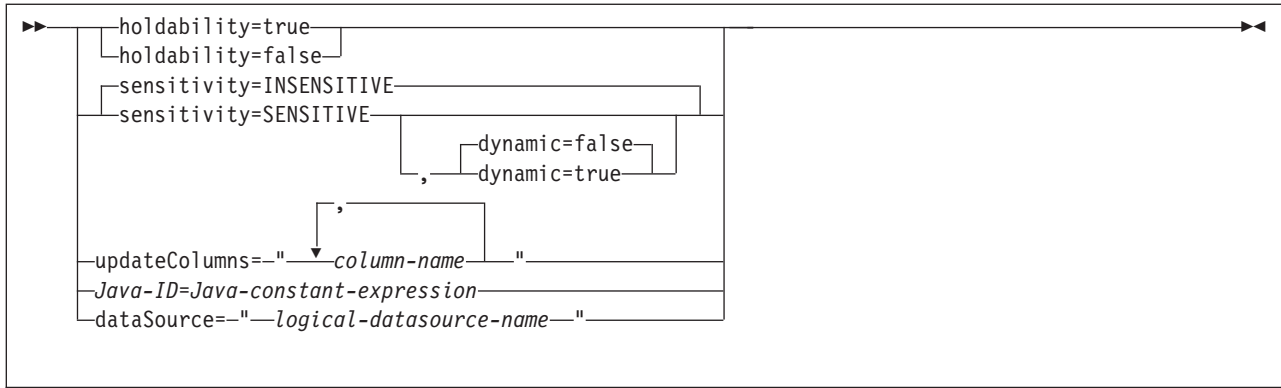 holdability=true
holdability=false
sensitivity=INSENSITIVE
sensitivity=SENSITIVE
dynamic=false
, dynamic=true
,
updateColumns= " column-name "
Java-ID=Java-constant-expression
dataSource= " logical-datasource-name "